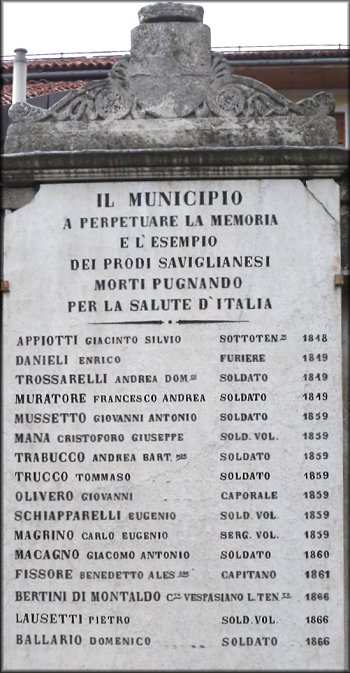 IL MUNICIPIO
A PERPETUARE LA MEMORIA
E L'ESEMPIO
DEI PRODI SAVIGLIANESI
MORTI PUGNANDO
PER LA SALUTE D'ITALIA
APPIOTTI GIACINTO SILVIO SOTTOTEN.TE 1848
DANIELI ENRICO FURIERE 1849
TROSSARELLI ANDREA DOM.CO SOLDATO 1849
MURATORE FRANCESCO ANDREA SOLDATO 1849
MUSSETTO GIOVANNI ANTONIO SOLDATO 1859
MANA CRISTOFORO GIUSEPPE SOLD. VOL. 1859
TRABUCCO ANDREA BART. SOLDATO 1859
TRUCCO TOMMASO SOLDATO 1859
OLIVERO GIOVANNI CAPORALE 1859
SCHIAPPARELLI EUGENIO SOLD. VOL. 1859
MAGRINO CARLO EUGENIO SERG. VOL. 1859
MACAGNO GIACOMO ANTONIO SOLDATO 1860
FISSORE BENEDETTO ALES. CAPITANO 1861
BERTINI DI MONTALDO C.TE VESPASIANO L. TEN.TE 1866
LAUSETTI PIETRO SOLD. VOL. 1866
BALLARIO DOMENICO SOLDATO 1866